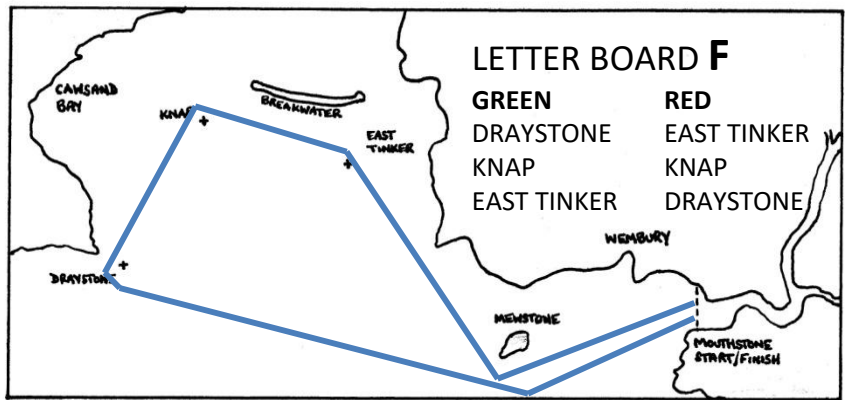 LETTER BOARD F
GREEN RED
DRAYSTONE EAST TINKER
KNAP KNAP
EAST TINKER DRAYSTONE
CAWSAND
BAY
KNAP
BREAKWATER
EAST
TINKER
WEMBURY
DRAYSTONE
MEWSTONE
MOUTHSTONE
START/FINISH